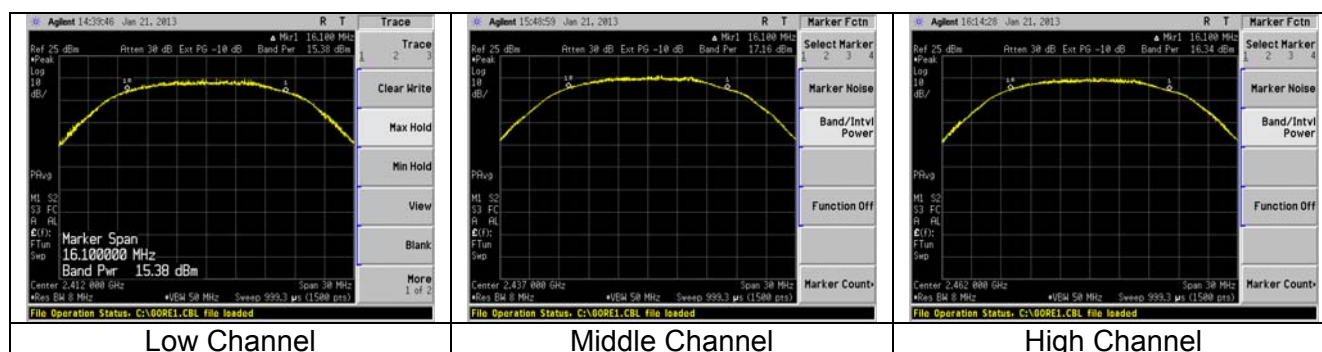 Agilent 14:39:46 Jan 21, 2013 R T Trace
▲ Mkr1 16.100 MHz
Ref 25 dBm Atten 30 dB Ext PG -10 dB Band Pwr 15.38 dBm
•Peak
Log
10
dB/
1R
1
PAvg
M1 S2
S3 FC
A AL
£(f):
FTun
Swp
Marker Span
16.100000 MHz
Band Pwr 15.38 dBm
Center 2.412 000 GHz Span 30 MHz
•Res BW 8 MHz •VBW 50 MHz Sweep 999.3 µs (1500 pts)
File Operation Status, C:\GORE1.CBL file loaded
Trace
1 2 3
Clear Write
Max Hold
Min Hold
View
Blank
More
1 of 2
Low Channel
Agilent 15:48:59 Jan 21, 2013 R T Marker Fctn
▲ Mkr1 16.100 MHz
Ref 25 dBm Atten 30 dB Ext PG -10 dB Band Pwr 17.16 dBm
•Peak
Log
10
dB/
1R
1
PAvg
M1 S2
S3 FC
A AL
£(f):
FTun
Swp
Center 2.437 000 GHz Span 30 MHz
•Res BW 8 MHz •VBW 50 MHz Sweep 999.3 µs (1500 pts)
File Operation Status, C:\GORE1.CBL file loaded
Select Marker
1 2 3 4
Marker Noise
Band/Intvl
Power
Function Off
Marker Count▸
Middle Channel
Agilent 16:14:28 Jan 21, 2013 R T Marker Fctn
▲ Mkr1 16.100 MHz
Ref 25 dBm Atten 30 dB Ext PG -10 dB Band Pwr 16.34 dBm
•Peak
Log
10
dB/
1R
1
PAvg
M1 S2
S3 FC
A AL
£(f):
FTun
Swp
Center 2.462 000 GHz Span 30 MHz
•Res BW 8 MHz •VBW 50 MHz Sweep 999.3 µs (1500 pts)
File Operation Status, C:\GORE1.CBL file loaded
Select Marker
1 2 3 4
Marker Noise
Band/Intvl
Power
Function Off
Marker Count▸
High Channel